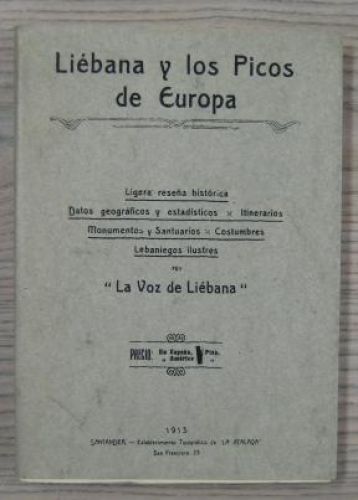 Liébana y los Picos
de Europa
Ligera reseña histórica
Datos geográficos y estadísticos × Itinerarios
Monumentos y Santuarios × Costumbres
Lebaniegos ilustres
POR
"La Voz de Liébana"
PRECIO: En España, Ptas.
" América "
1913
SANTANDER.—Establecimiento Tipográfico de "LA ATALAYA"
San Francisco